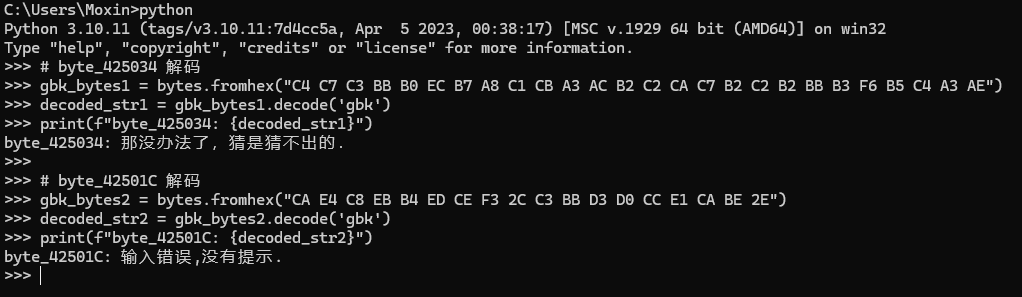 C:\Users\Moxin>python
Python 3.10.11 (tags/v3.10.11:7d4cc5a, Apr  5 2023, 00:38:17) [MSC v.1929 64 bit (AMD64)] on win32
Type "help", "copyright", "credits" or "license" for more information.
>>> # byte_425034 解码
>>> gbk_bytes1 = bytes.fromhex("C4 C7 C3 BB B0 EC B7 A8 C1 CB A3 AC B2 C2 CA C7 B2 C2 B2 BB B3 F6 B5 C4 A3 AE")
>>> decoded_str1 = gbk_bytes1.decode('gbk')
>>> print(f"byte_425034: {decoded_str1}")
byte_425034: 那没办法了，猜是猜不出的．
>>>
>>> # byte_42501C 解码
>>> gbk_bytes2 = bytes.fromhex("CA E4 C8 EB B4 ED CE F3 2C C3 BB D3 D0 CC E1 CA BE 2E")
>>> decoded_str2 = gbk_bytes2.decode('gbk')
>>> print(f"byte_42501C: {decoded_str2}")
byte_42501C: 输入错误,没有提示.
>>>